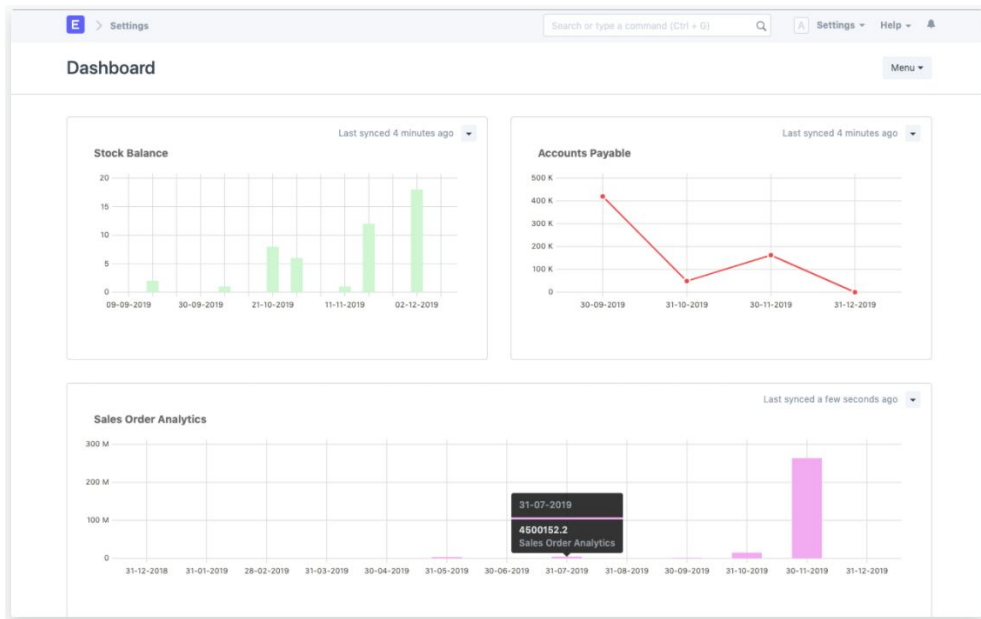 E > Settings
Search or type a command (Ctrl + G)
A Settings Help
Dashboard
Menu
Last synced 4 minutes ago
Stock Balance
20
15
10
5
0
09-09-2019 30-09-2019 21-10-2019 11-11-2019 02-12-2019
Last synced 4 minutes ago
Accounts Payable
500 K
400 K
300 K
200 K
100 K
0
30-09-2019 31-10-2019 30-11-2019 31-12-2019
Last synced a few seconds ago
Sales Order Analytics
300 M
200 M
100 M
0
31-07-2019
4500152.2
Sales Order Analytics
31-12-2018 31-01-2019 28-02-2019 31-03-2019 30-04-2019 31-05-2019 30-06-2019 31-07-2019 31-08-2019 30-09-2019 31-10-2019 30-11-2019 31-12-2019